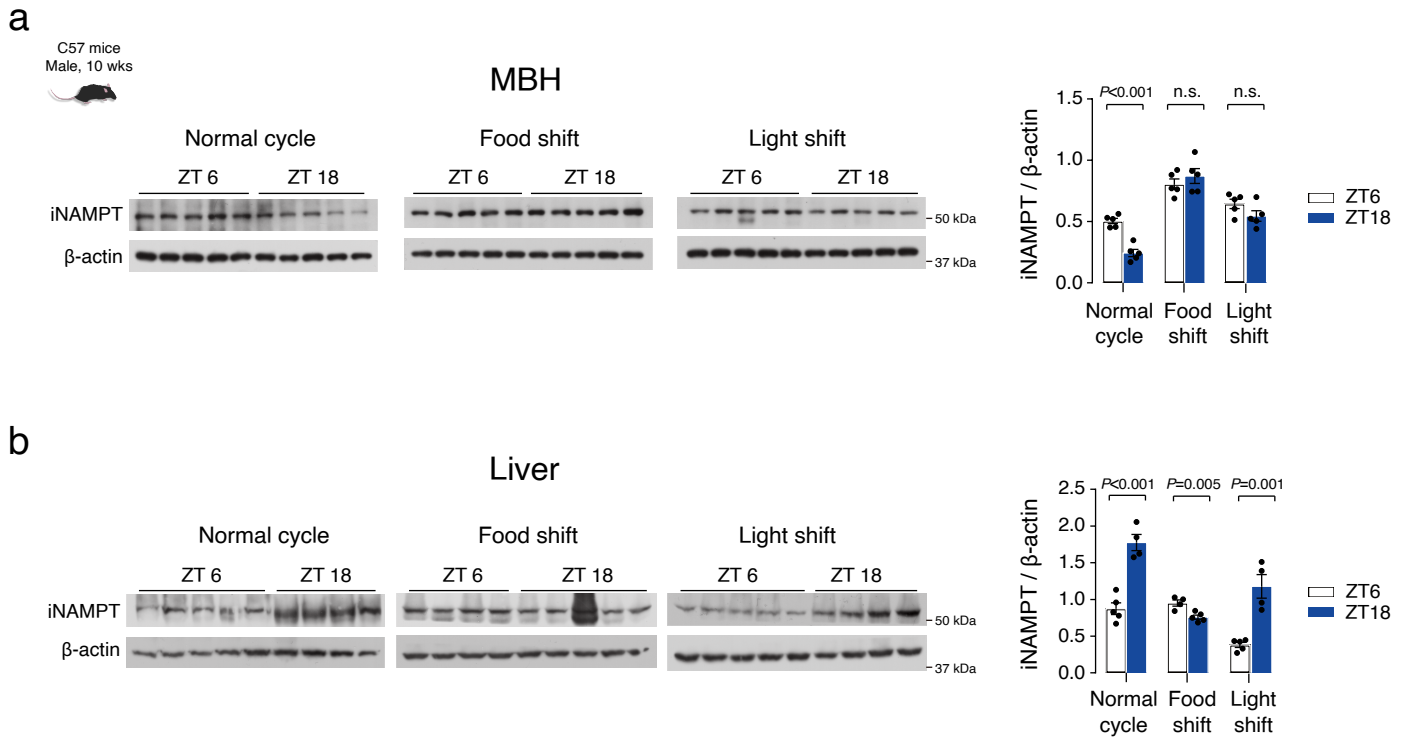 a
C57 mice
Male, 10 wks
MBH
Normal cycle
Food shift
Light shift
ZT 6
ZT 18
ZT 6
ZT 18
ZT 6
ZT 18
iNAMPT
β-actin
50 kDa
37 kDa
iNAMPT / β-actin
1.5
1.0
0.5
0.0
P<0.001
n.s.
n.s.
Normal
cycle
Food
shift
Light
shift
ZT6
ZT18
b
Liver
Normal cycle
Food shift
Light shift
ZT 6
ZT 18
ZT 6
ZT 18
ZT 6
ZT 18
iNAMPT
β-actin
50 kDa
37 kDa
iNAMPT / β-actin
2.5
2.0
1.5
1.0
0.5
0.0
P<0.001
P=0.005
P=0.001
Normal
cycle
Food
shift
Light
shift
ZT6
ZT18